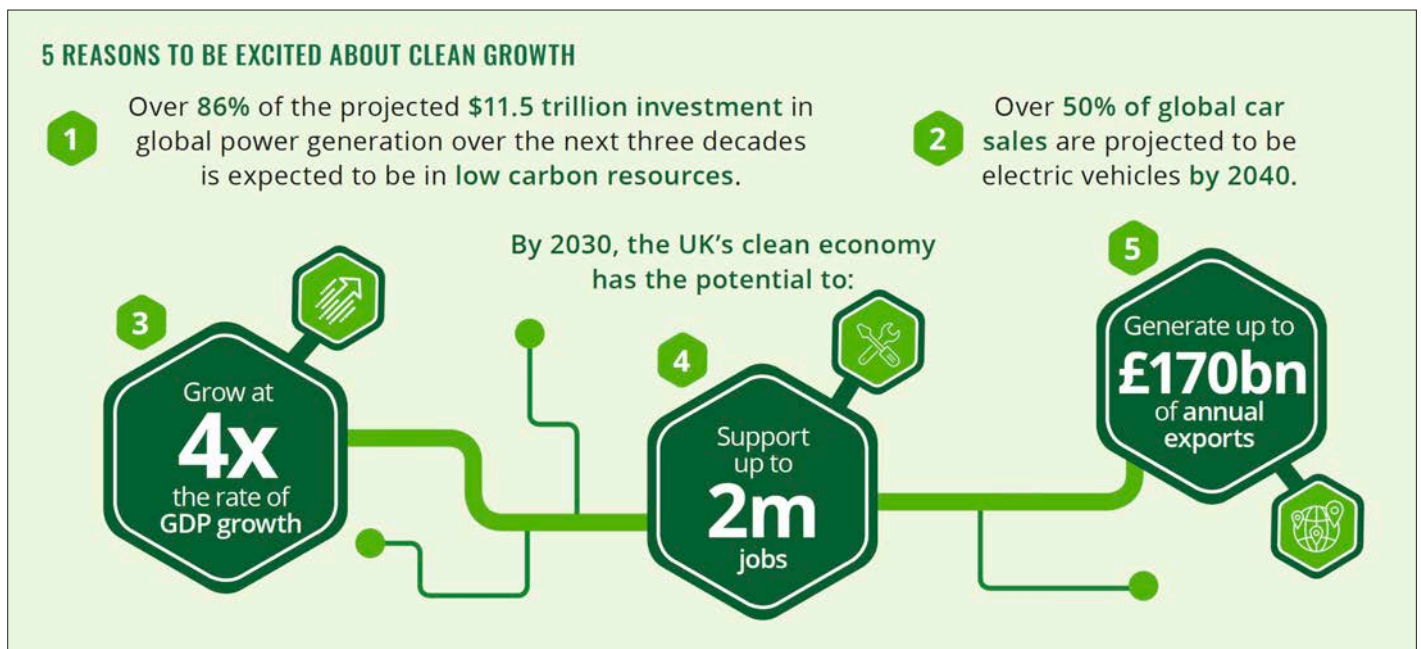 5 REASONS TO BE EXCITED ABOUT CLEAN GROWTH
1
Over 86% of the projected $11.5 trillion investment in
global power generation over the next three decades
is expected to be in low carbon resources.
2
Over 50% of global car
sales are projected to be
electric vehicles by 2040.
By 2030, the UK's clean economy
has the potential to:
3
Grow at
4x
the rate of
GDP growth
4
Support
up to
2m
jobs
5
Generate up to
£170bn
of annual
exports